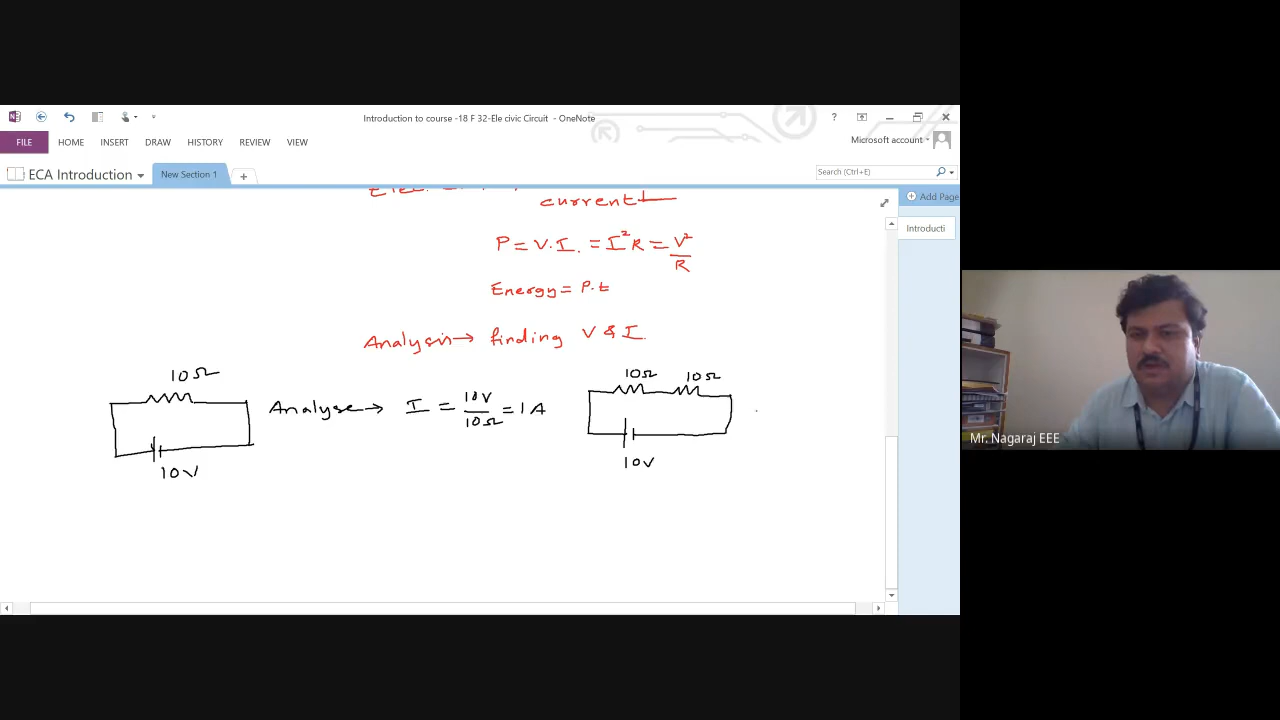 Introduction to course -18 F 32-Ele civic Circuit - OneNote
?
FILE HOME INSERT DRAW HISTORY REVIEW VIEW
Microsoft account
ECA Introduction
New Section 1
+
Search (Ctrl+E)
Add Page
Introducti
current
P = V.I. = I²R = V²/R
Energy = P.t
Analysis → finding V & I.
10Ω
10V
Analyse → I = 10V/10Ω = 1 A
10Ω 10Ω
10V
Mr. Nagaraj EEE